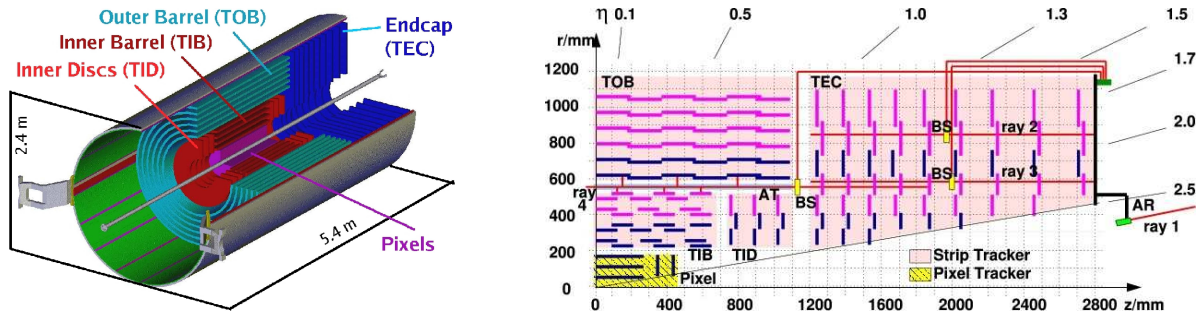 Outer Barrel (TOB)
Inner Barrel (TIB)
Inner Discs (TID)
Endcap
(TEC)
2.4 m
5.4 m
Pixels
η 0.1 0.5 1.0 1.3 1.5
r/mm
1.7
1200
TOB TEC
1000
2.0
800
BS ray 2
600
BS ray 3
ray
4
AT
BS
2.5
400
AR
ray 1
200
TIB TID
Strip Tracker
Pixel
Pixel Tracker
0
0 400 800 1200 1600 2000 2400 2800 z/mm